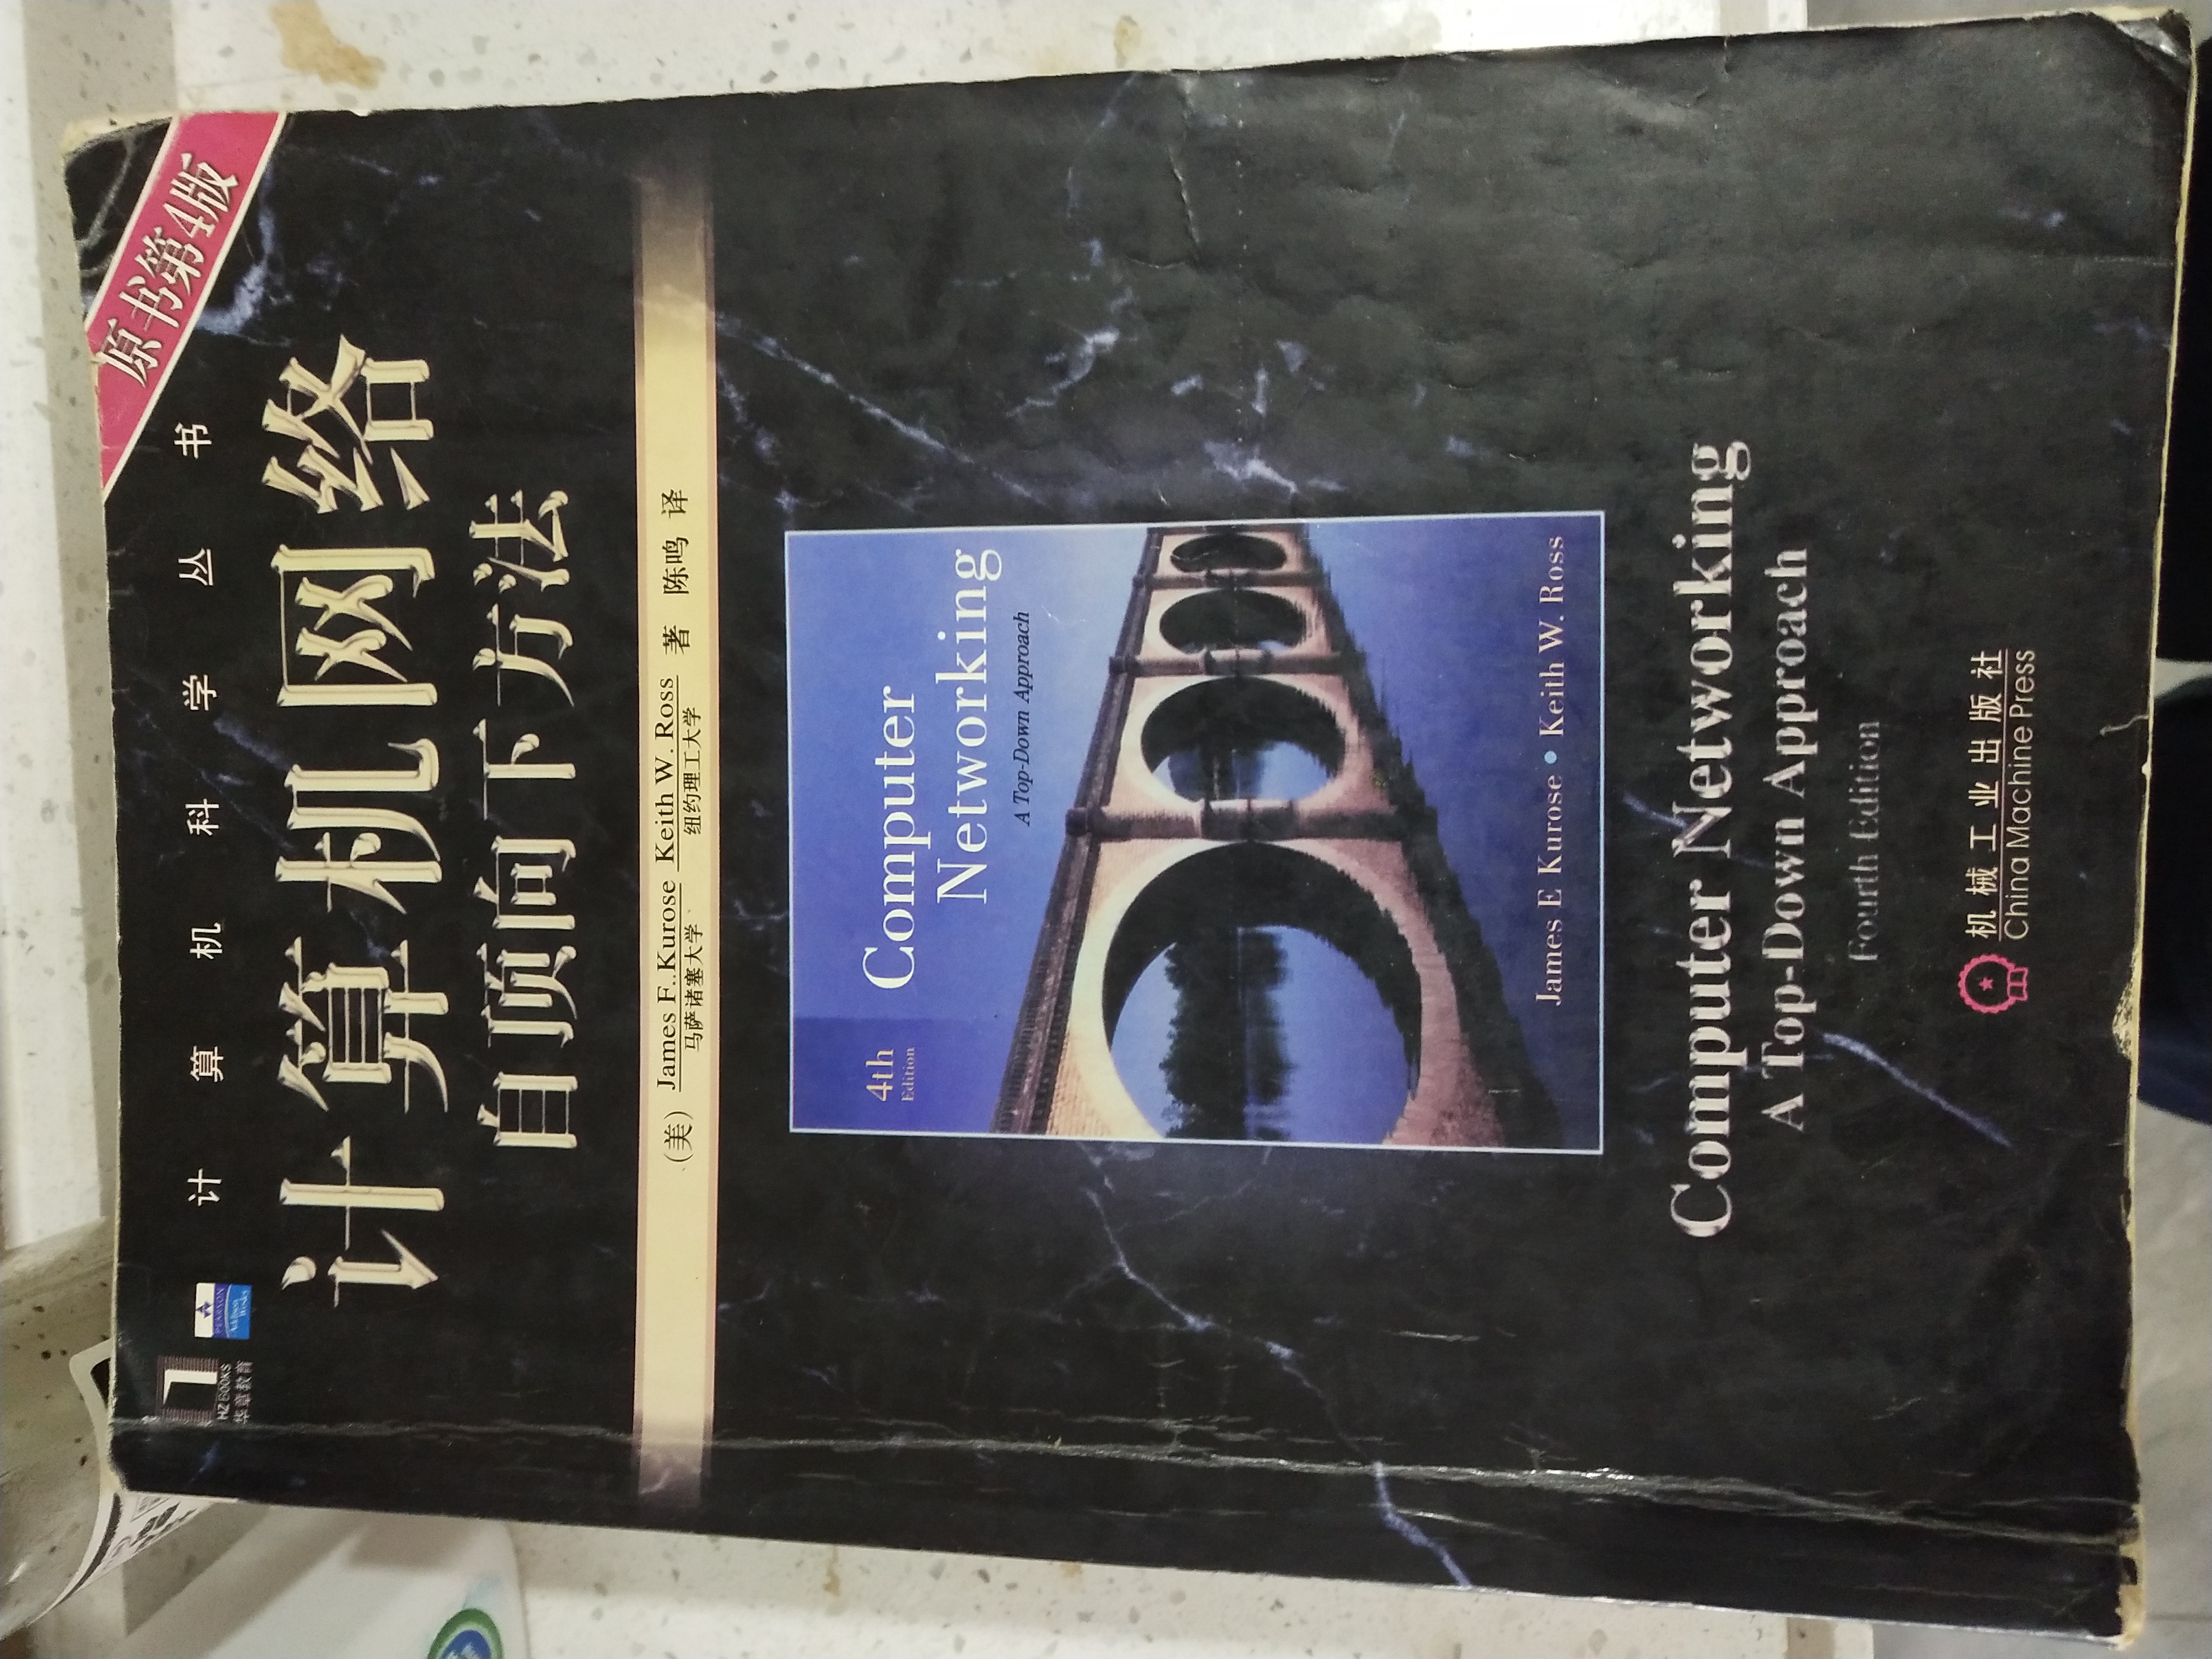 原书第4版
HZ BOOKS
华章教育
PEARSON
Addison
Wesley
计算机科学丛书
计算机网络
自顶向下方法
(美) James F. Kurose Keith W. Ross 著 陈鸣 译
马萨诸塞大学 纽约理工大学
4th
Edition
Computer
Networking
A Top-Down Approach
James F. Kurose • Keith W. Ross
Computer Networking
A Top-Down Approach
Fourth Edition
机械工业出版社
China Machine Press